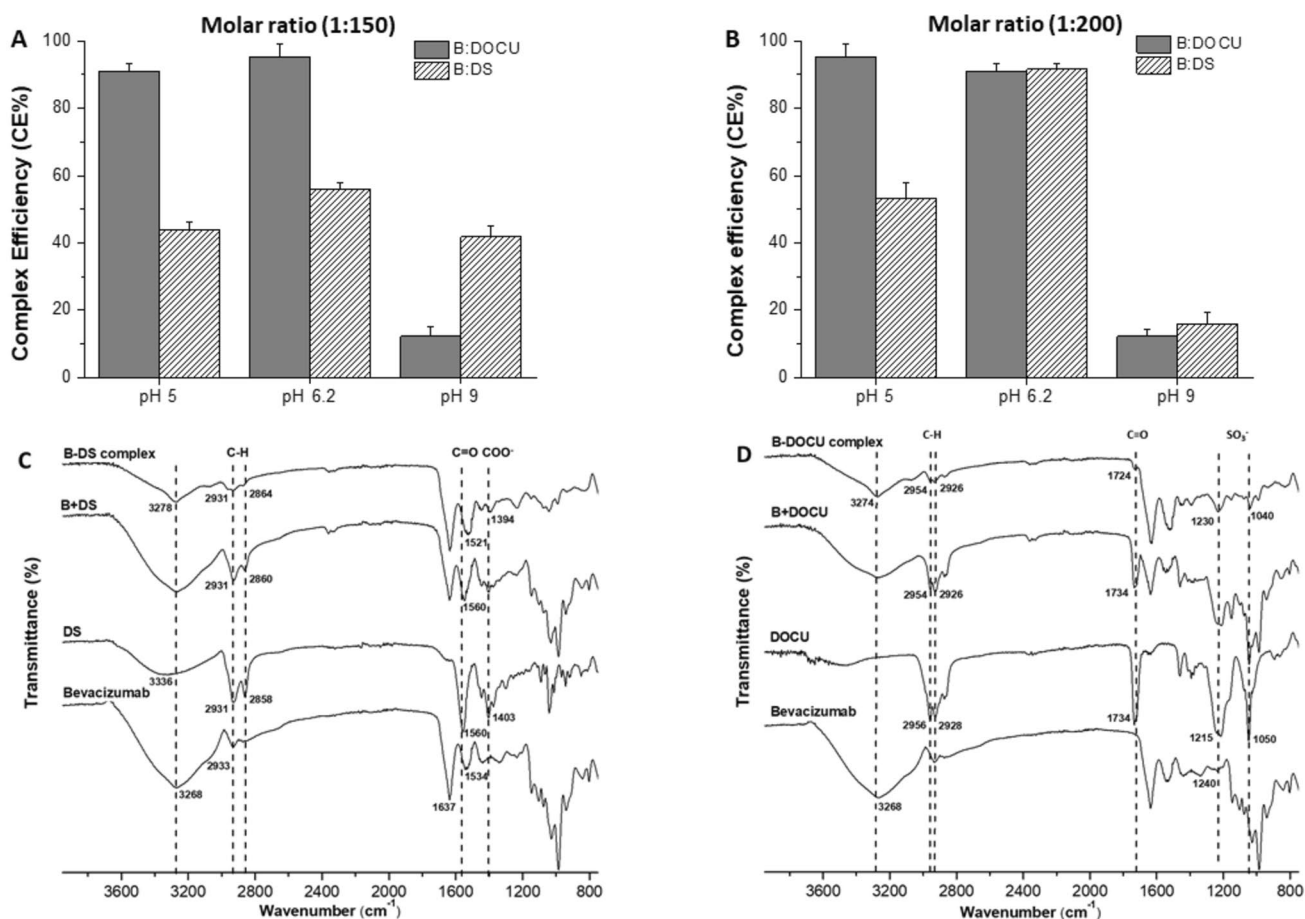 A
Molar ratio (1:150)
B:DOCU
B:DS
Complex Efficiency (CE%)
100
80
60
40
20
0
pH 5
pH 6.2
pH 9
B
Molar ratio (1:200)
B:DOCU
B:DS
Complex efficiency (CE%)
100
80
60
40
20
0
pH 5
pH 6.2
pH 9
C
B-DS complex
C-H
C=O COO⁻
3278
2931
2864
1394
1521
B+DS
2931
2860
1560
DS
3336
2931
2858
1403
1560
Bevacizumab
2933
3268
1637
1534
Transmittance (%)
3600 3200 2800 2400 2000 1600 1200 800
Wavenumber (cm⁻¹)
D
B-DOCU complex
C-H
C=O
SO₃⁻
3274
2954
2926
1724
1230
1040
B+DOCU
2954
2926
1734
DOCU
2956
2928
1734
1215
1050
Bevacizumab
3268
1240
Transmittance (%)
3600 3200 2800 2400 2000 1600 1200 800
Wavenumber (cm⁻¹)